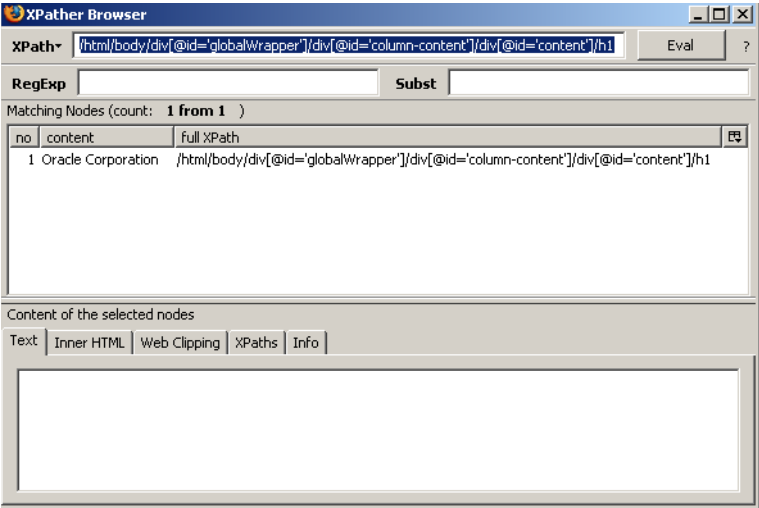 XPather Browser
XPath /html/body/div[@id='globalWrapper']/div[@id='column-content']/div[@id='content']/h1 Eval ?
RegExp Subst
Matching Nodes (count: 1 from 1 )
no content full XPath
1 Oracle Corporation /html/body/div[@id='globalWrapper']/div[@id='column-content']/div[@id='content']/h1
Content of the selected nodes
Text Inner HTML Web Clipping XPaths Info